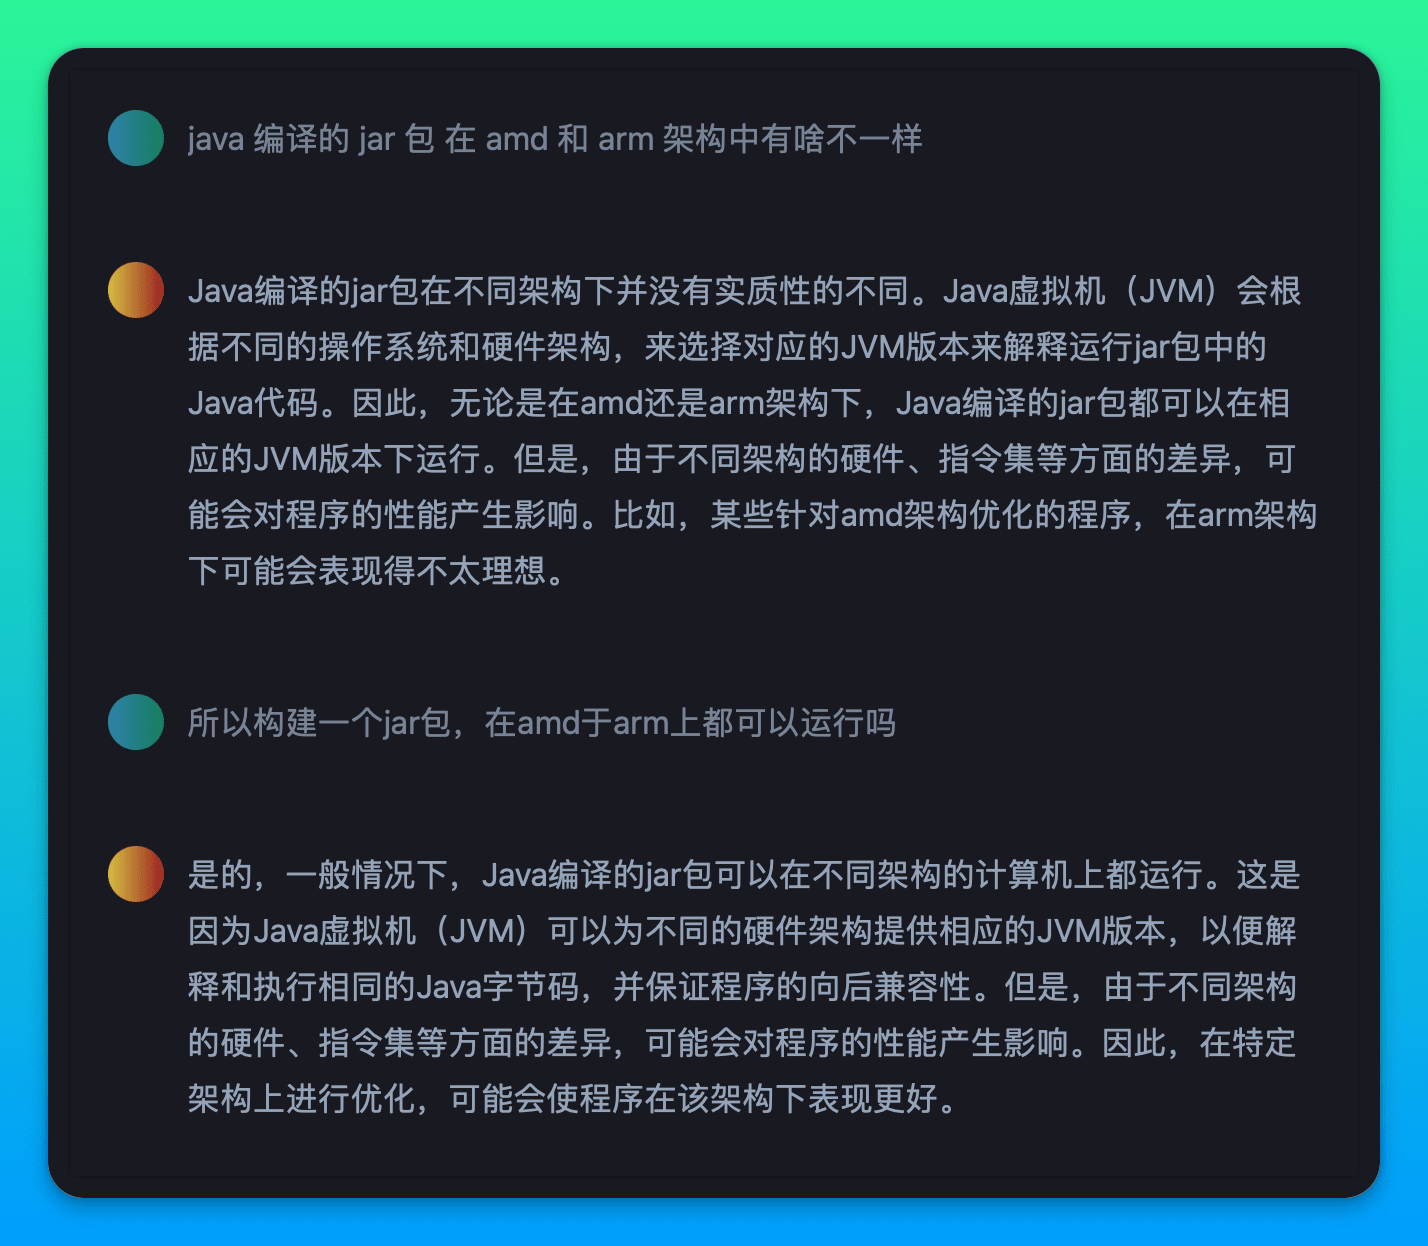 java 编译的 jar 包 在 amd 和 arm 架构中有啥不一样
Java编译的jar包在不同架构下并没有实质性的不同。Java虚拟机（JVM）会根
据不同的操作系统和硬件架构，来选择对应的JVM版本来解释运行jar包中的
Java代码。因此，无论是在amd还是arm架构下，Java编译的jar包都可以在相
应的JVM版本下运行。但是，由于不同架构的硬件、指令集等方面的差异，可
能会对程序的性能产生影响。比如，某些针对amd架构优化的程序，在arm架构
下可能会表现得不太理想。
所以构建一个jar包，在amd于arm上都可以运行吗
是的，一般情况下，Java编译的jar包可以在不同架构的计算机上都运行。这是
因为Java虚拟机（JVM）可以为不同的硬件架构提供相应的JVM版本，以便解
释和执行相同的Java字节码，并保证程序的向后兼容性。但是，由于不同架构
的硬件、指令集等方面的差异，可能会对程序的性能产生影响。因此，在特定
架构上进行优化，可能会使程序在该架构下表现更好。